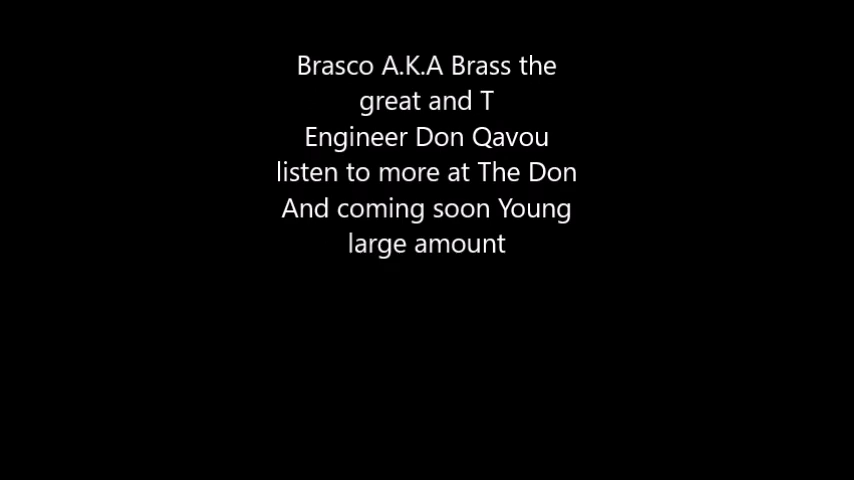 Brasco A.K.A Brass the
great and T
Engineer Don Qavou
listen to more at The Don
And coming soon Young
large amount